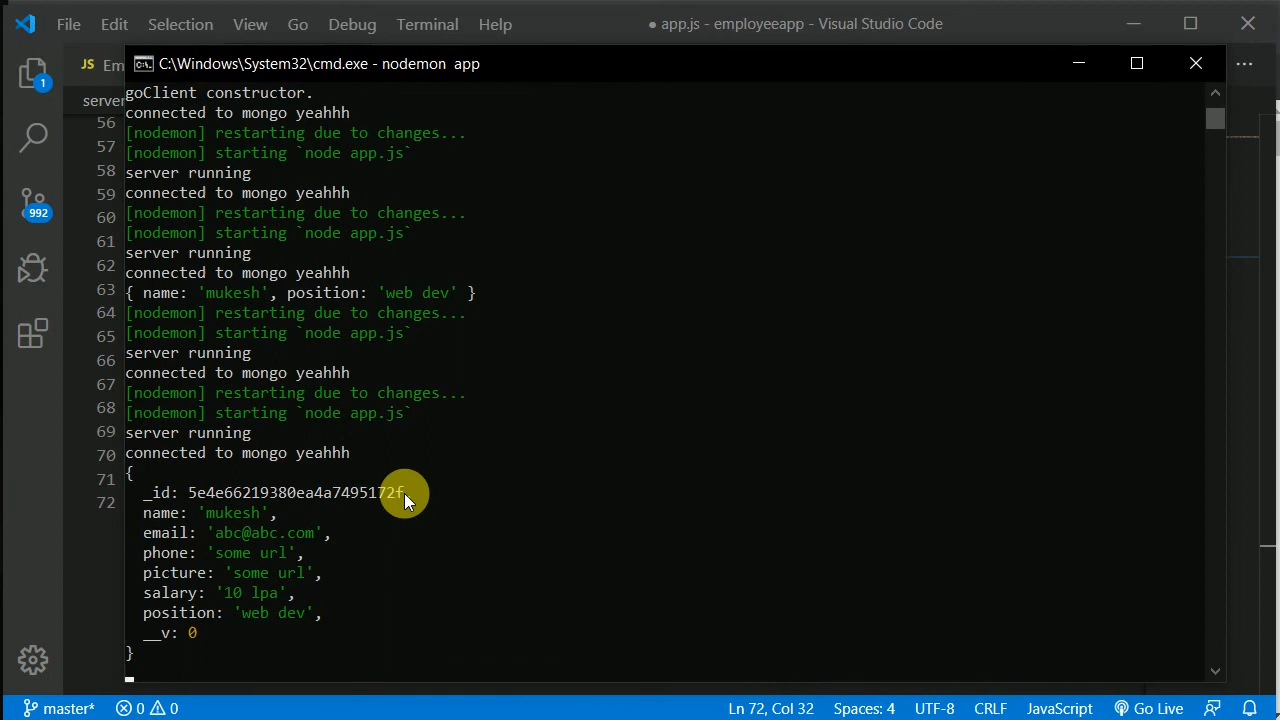 File Edit Selection View Go Debug Terminal Help ● app.js - employeeapp - Visual Studio Code
JS Em
C:\Windows\System32\cmd.exe - nodemon  app
1
server
goClient constructor.
connected to mongo yeahhh
[nodemon] restarting due to changes...
[nodemon] starting `node app.js`
server running
connected to mongo yeahhh
[nodemon] restarting due to changes...
[nodemon] starting `node app.js`
server running
connected to mongo yeahhh
{ name: 'mukesh', position: 'web dev' }
[nodemon] restarting due to changes...
[nodemon] starting `node app.js`
server running
connected to mongo yeahhh
[nodemon] restarting due to changes...
[nodemon] starting `node app.js`
server running
connected to mongo yeahhh
{
  _id: 5e4e66219380ea4a7495172f,
  name: 'mukesh',
  email: 'abc@abc.com',
  phone: 'some url',
  picture: 'some url',
  salary: '10 lpa',
  position: 'web dev',
  __v: 0
}
56
57
58
59
60
61
62
63
64
65
66
67
68
69
70
71
72
992
master* 0 0 Ln 72, Col 32 Spaces: 4 UTF-8 CRLF JavaScript Go Live